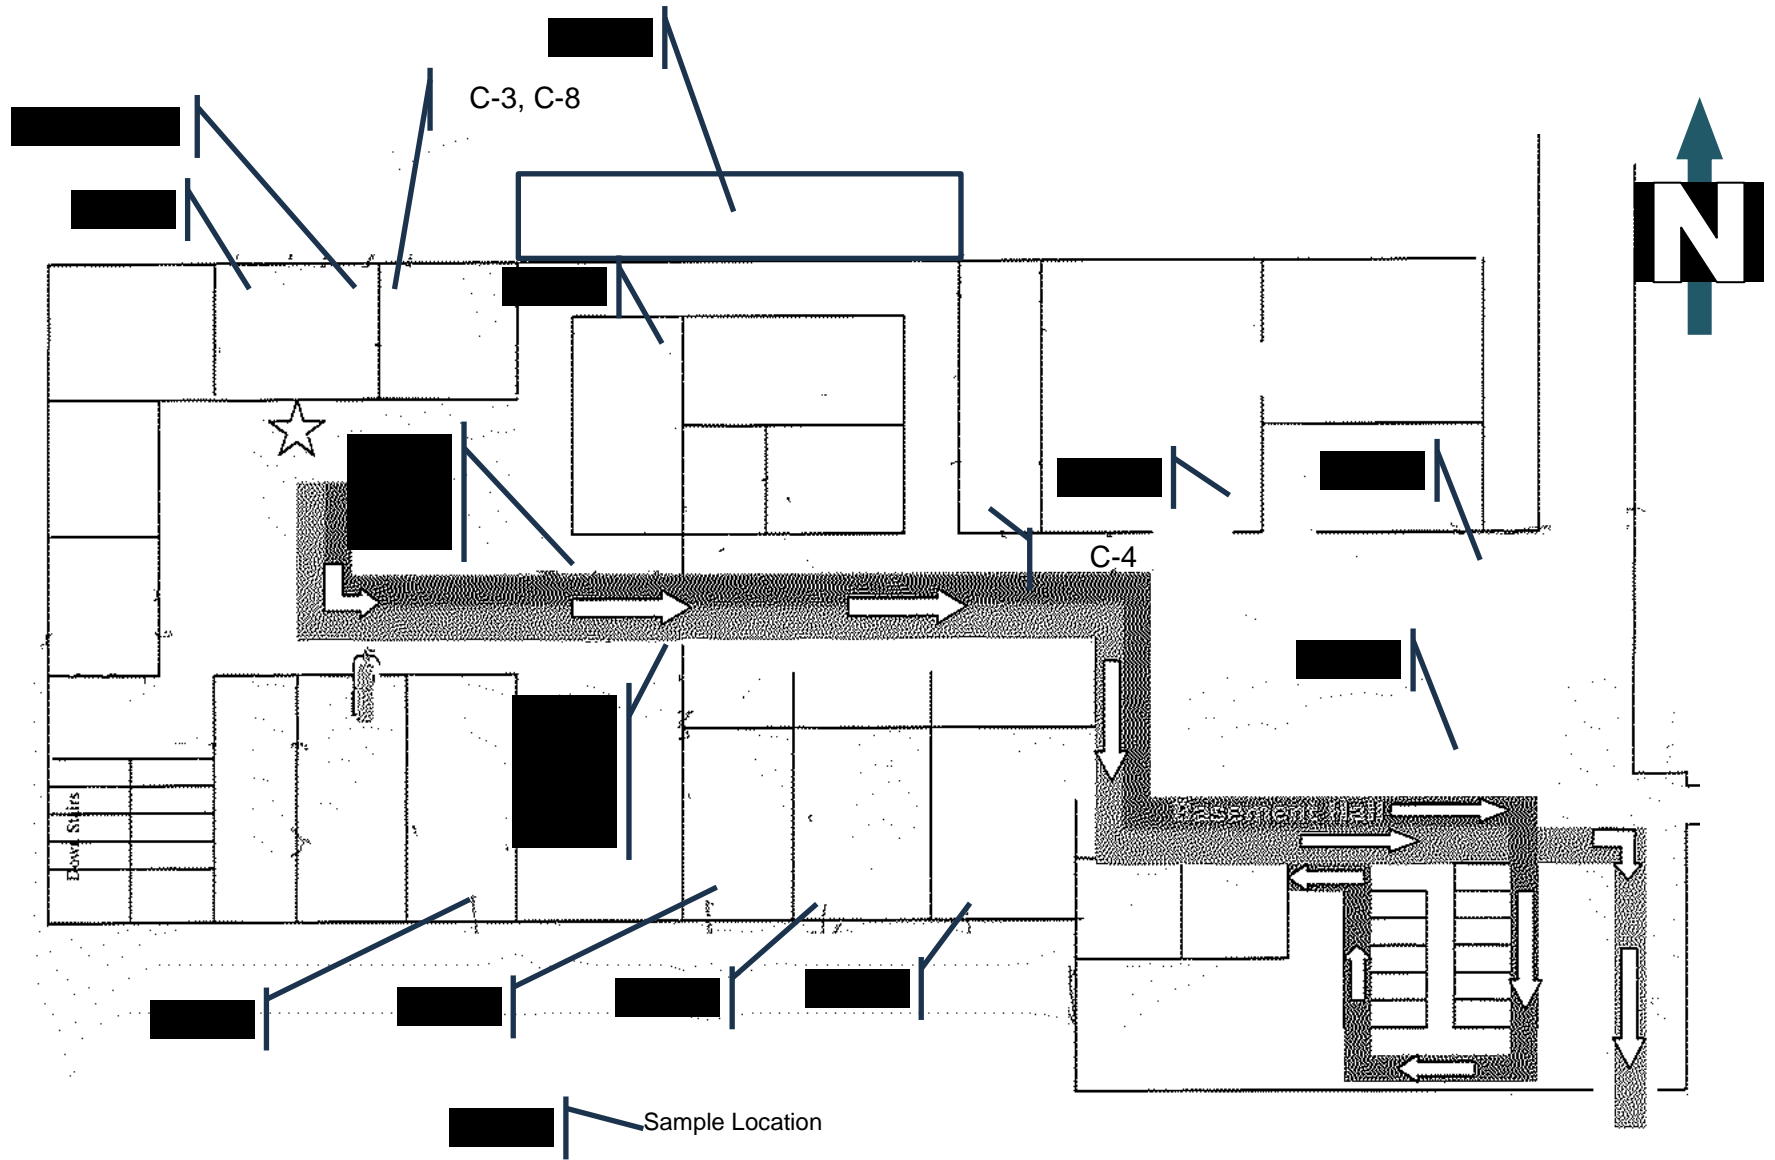 C-3, C-8
N
C-4
Basement Hall
Down Stairs
Sample Location